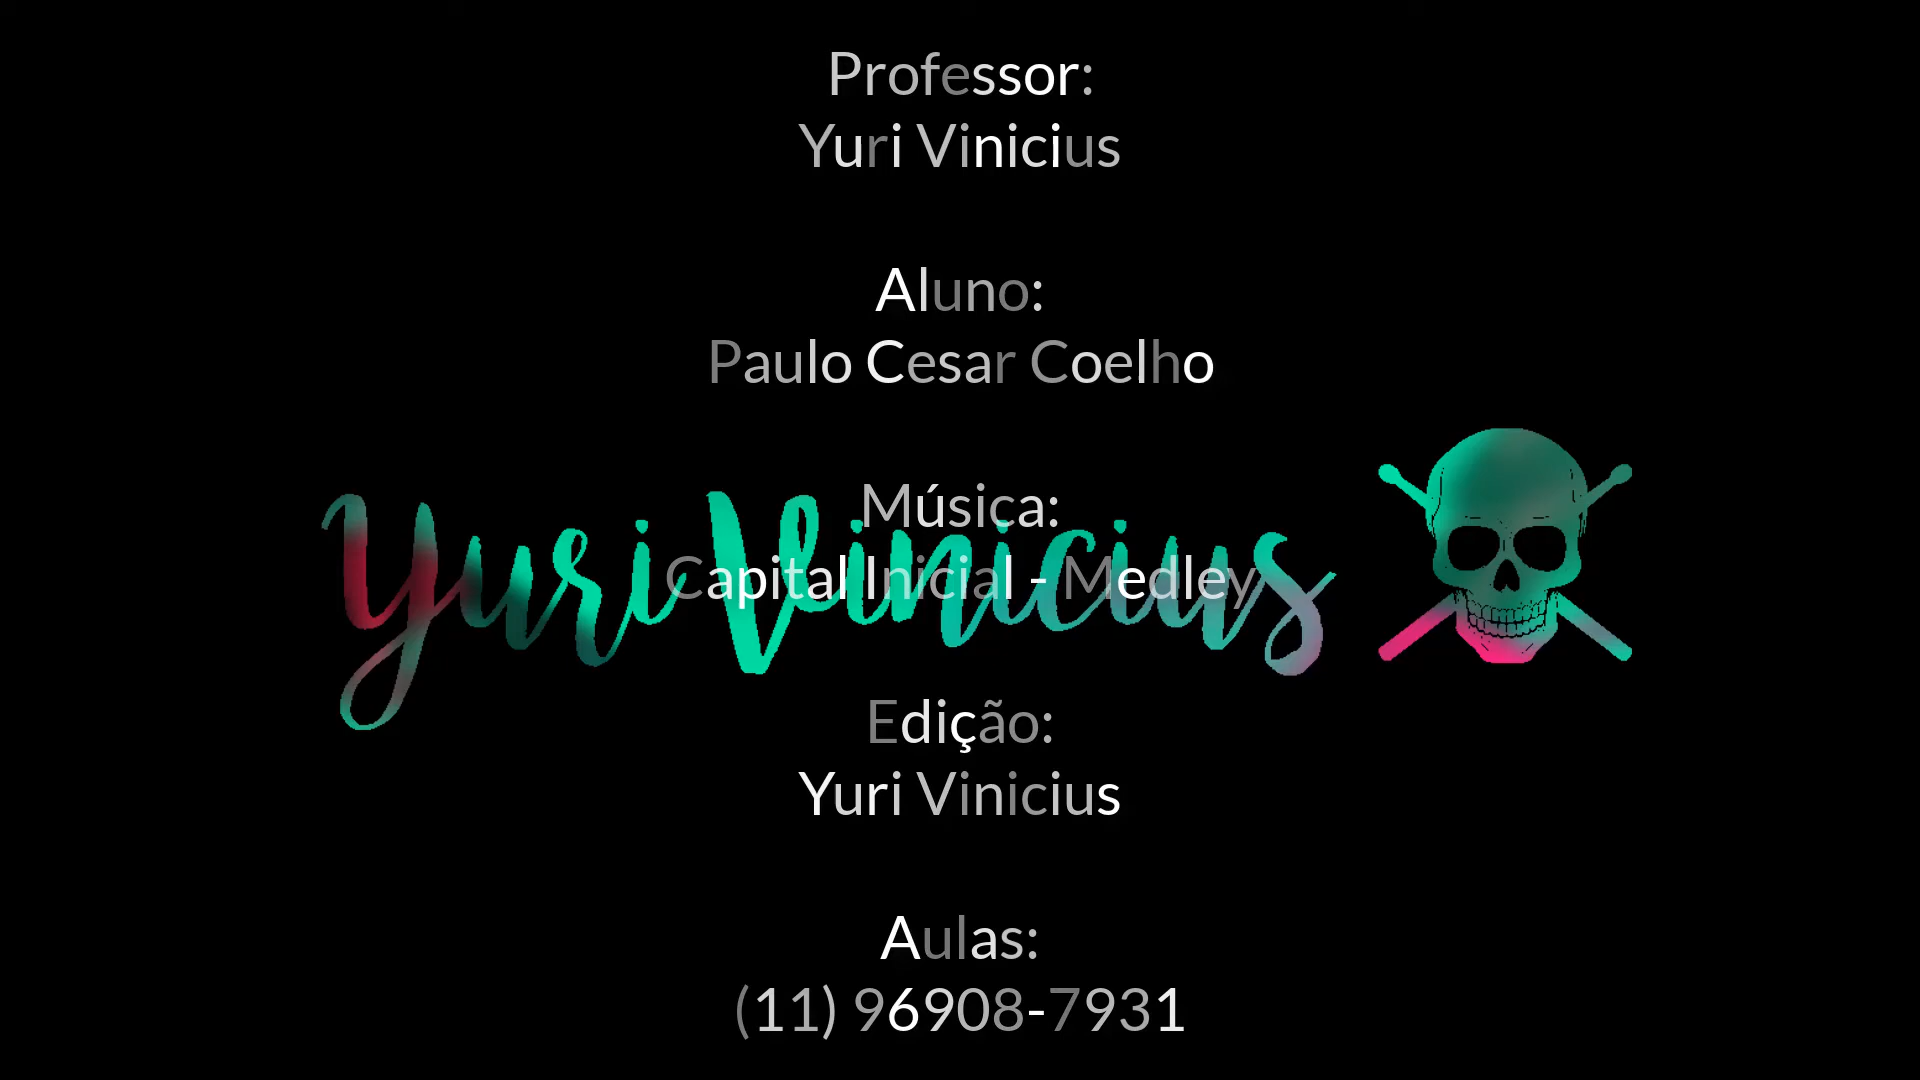 Professor:
Yuri Vinicius
Aluno:
Paulo Cesar Coelho
Música:
Yuri Vinicius
Capital Inicial - Medley
Edição:
Yuri Vinicius
Aulas:
(11) 96908-7931